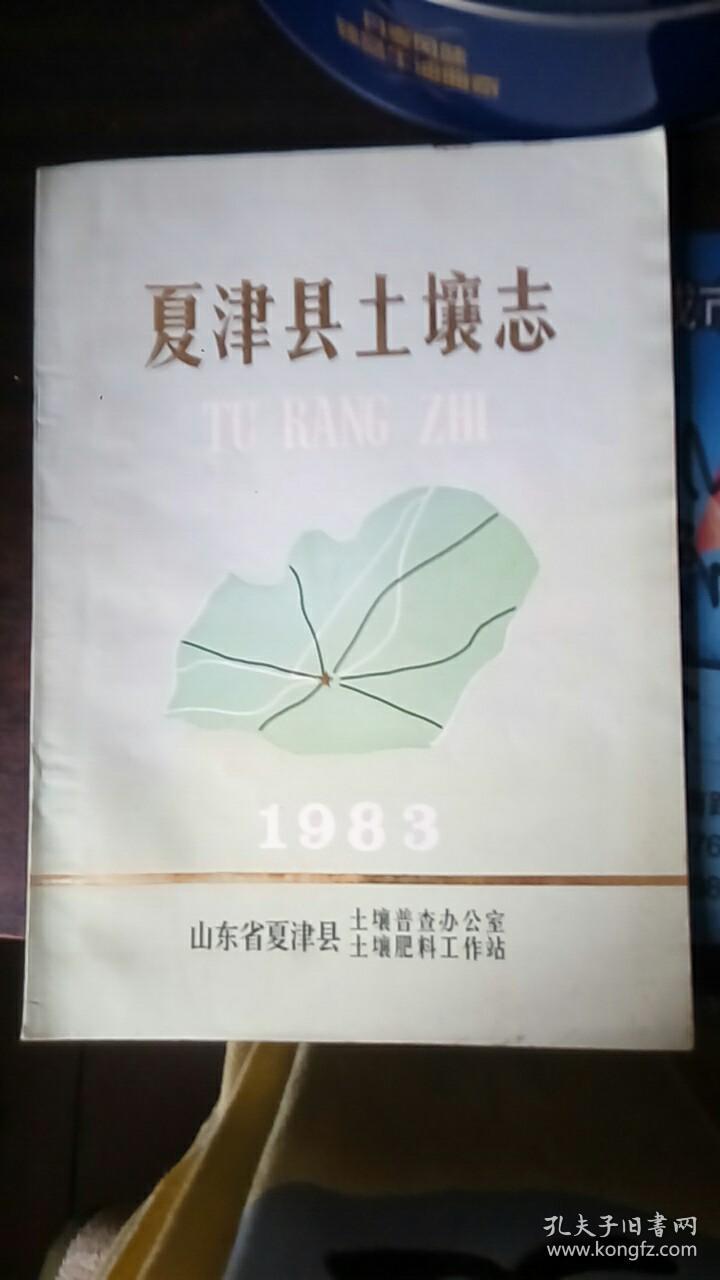 夏津县土壤志
TU RANG ZHI
1983
山东省夏津县 土壤普查办公室
土壤肥料工作站
孔夫子旧书网
www.kongfz.com